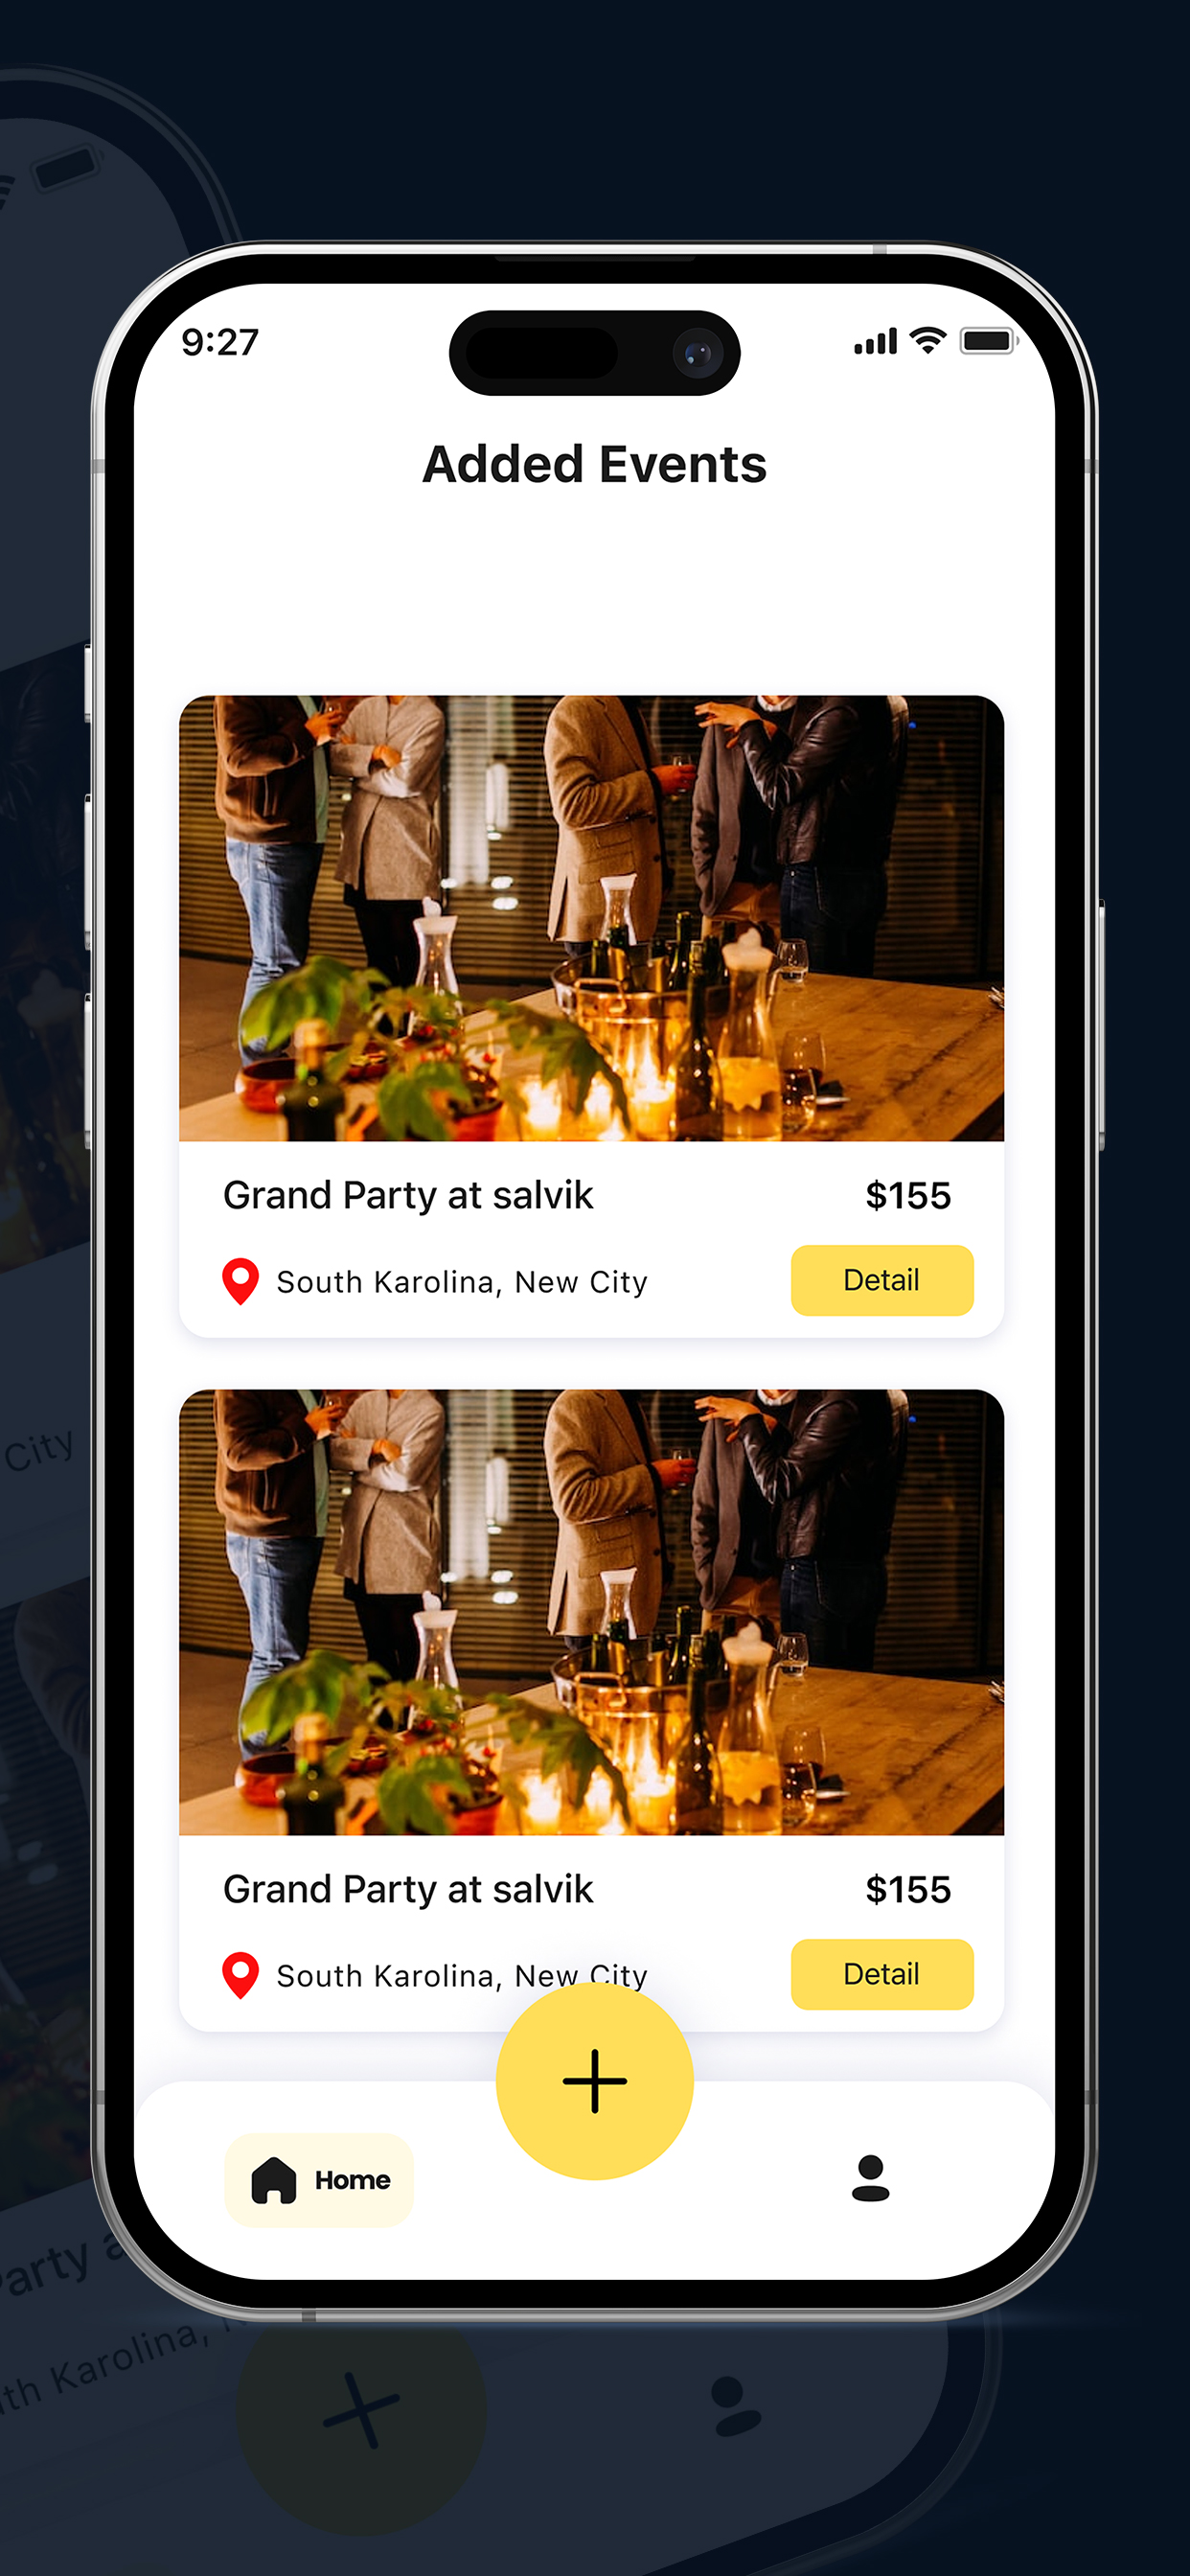 9:27
Added Events
Grand Party at salvik
$155
South Karolina, New City
Detail
City
Grand Party at salvik
$155
South Karolina, New City
Detail
Home
Party a
th Karolina, N